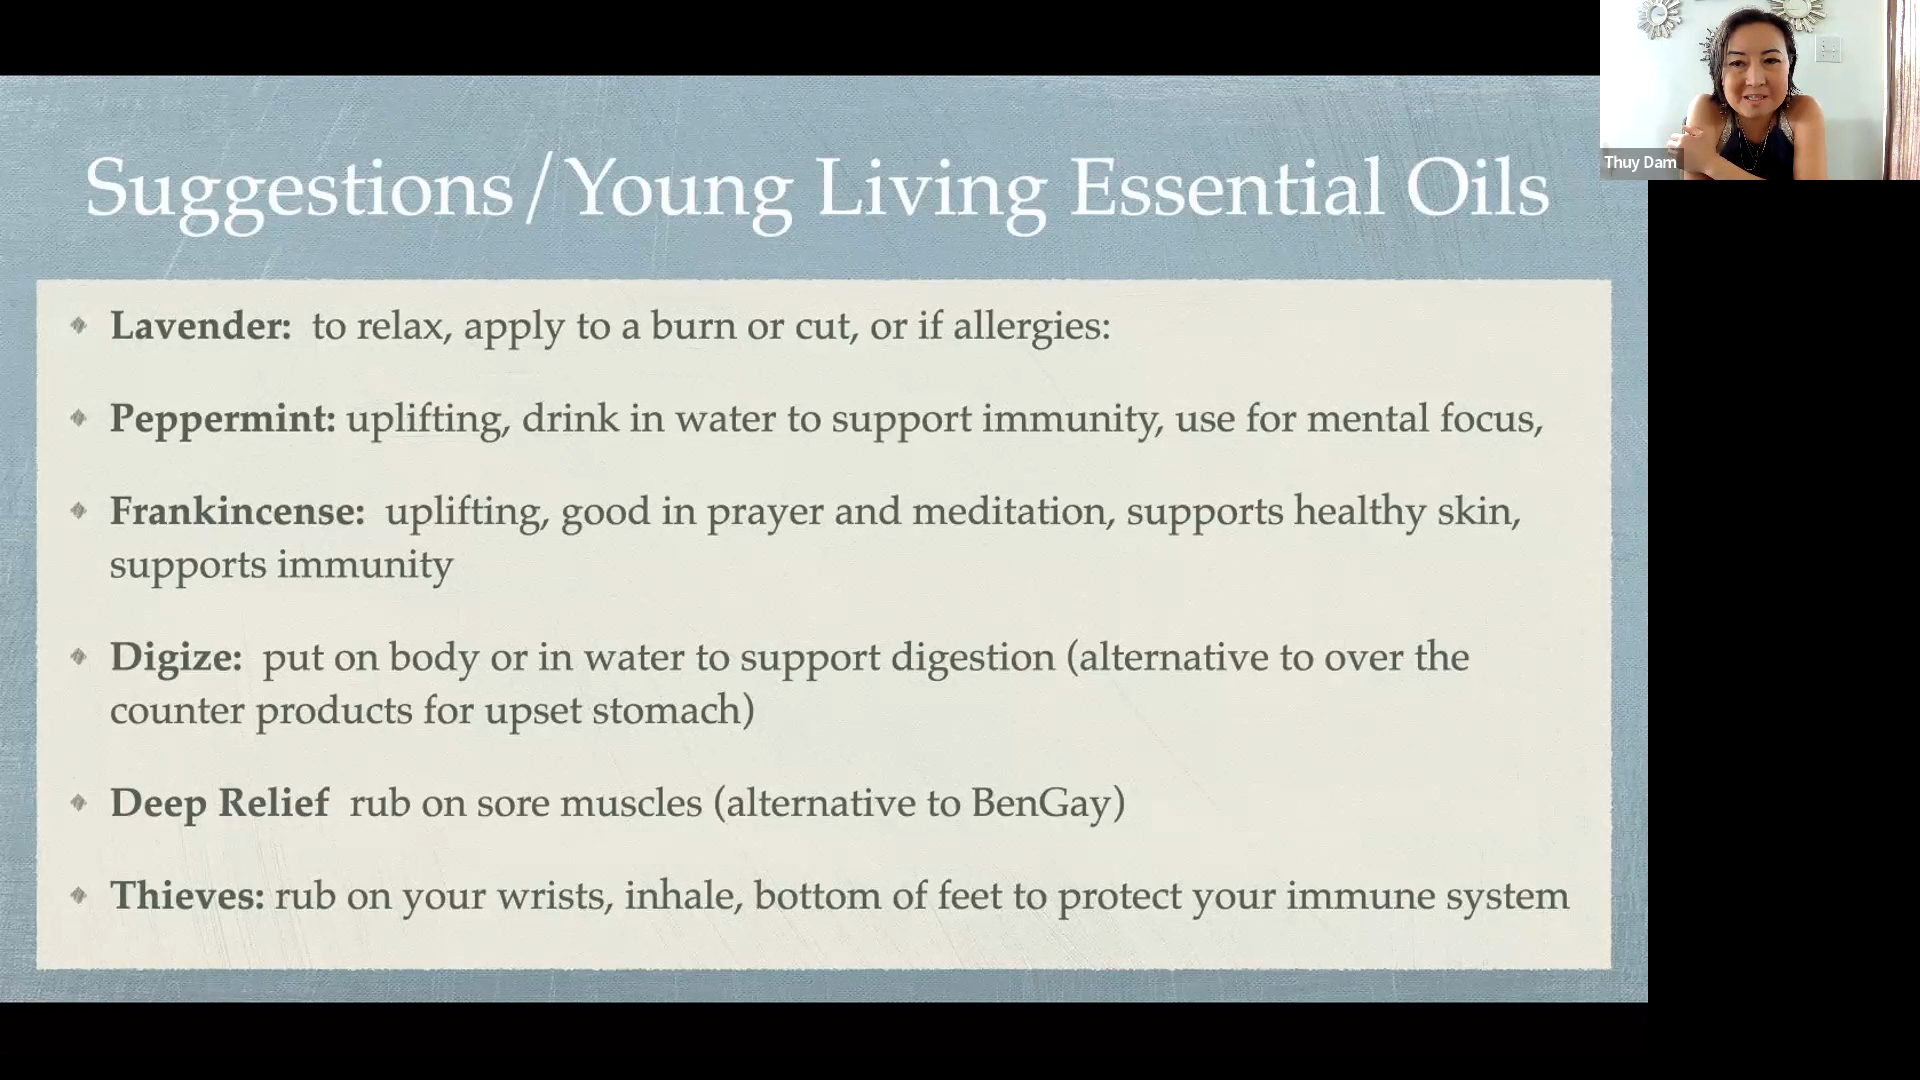 Suggestions/Young Living Essential Oils
Thuy Dam
Lavender: to relax, apply to a burn or cut, or if allergies:
Peppermint: uplifting, drink in water to support immunity, use for mental focus,
Frankincense: uplifting, good in prayer and meditation, supports healthy skin,
supports immunity
Digize: put on body or in water to support digestion (alternative to over the
counter products for upset stomach)
Deep Relief rub on sore muscles (alternative to BenGay)
Thieves: rub on your wrists, inhale, bottom of feet to protect your immune system